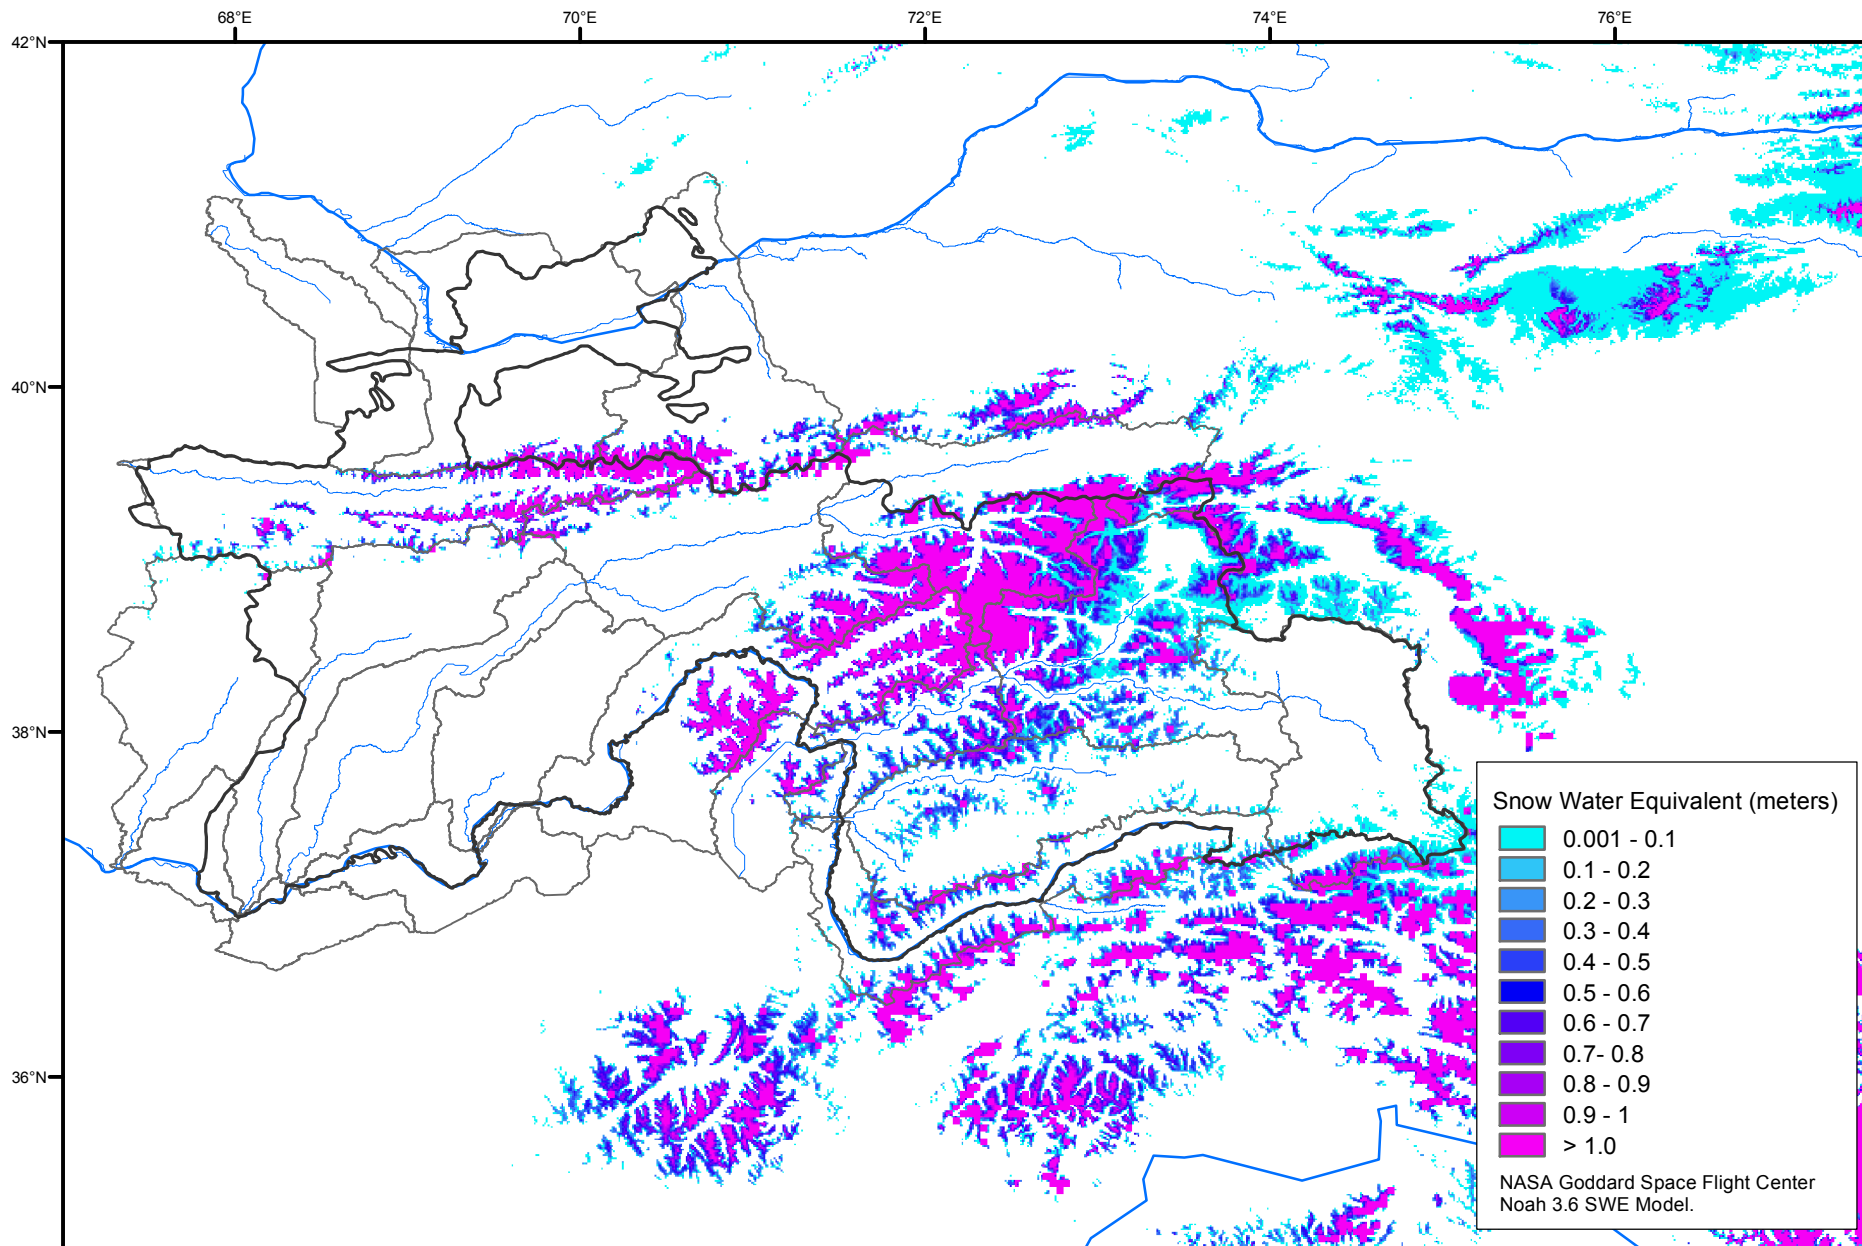 68°E
70°E
72°E
74°E
76°E
42°N
40°N
38°N
36°N
Snow Water Equivalent (meters)
0.001 - 0.1
0.1 - 0.2
0.2 - 0.3
0.3 - 0.4
0.4 - 0.5
0.5 - 0.6
0.6 - 0.7
0.7- 0.8
0.8 - 0.9
0.9 - 1
> 1.0
NASA Goddard Space Flight Center
Noah 3.6 SWE Model.